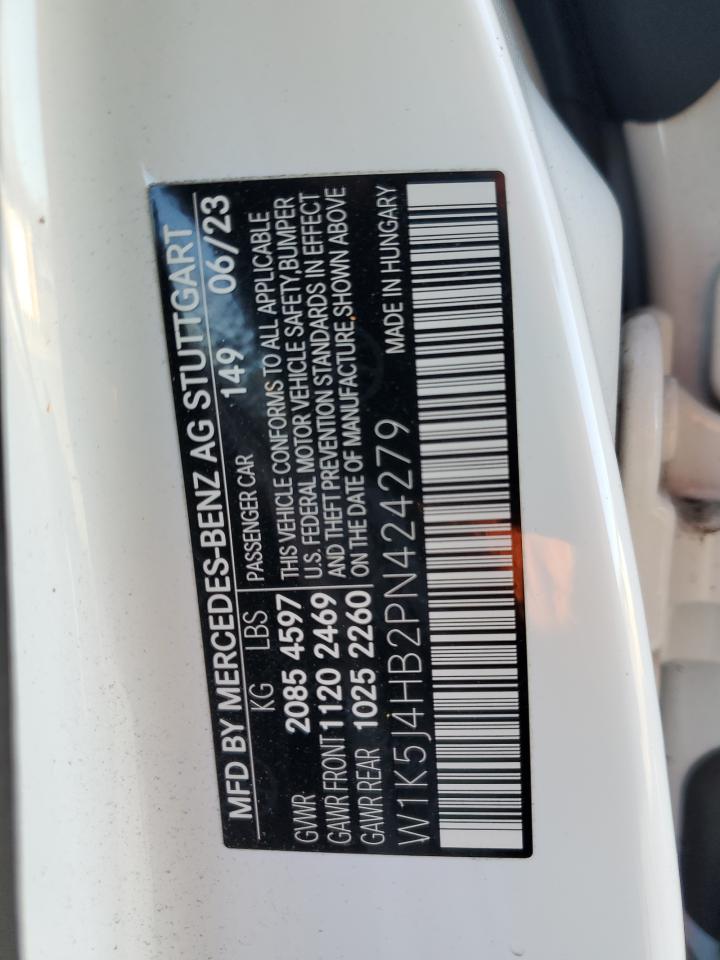 MFD BY MERCEDES-BENZ AG STUTTGART
KG LBS PASSENGER CAR 149 06/23
GVWR 2085 4597 THIS VEHICLE CONFORMS TO ALL APPLICABLE
GAWR FRONT 1120 2469 U.S. FEDERAL MOTOR VEHICLE SAFETY,BUMPER
GAWR REAR 1025 2260 AND THEFT PREVENTION STANDARDS IN EFFECT
ON THE DATE OF MANUFACTURE,SHOWN ABOVE
W1K5J4HB2PN424279 MADE IN HUNGARY